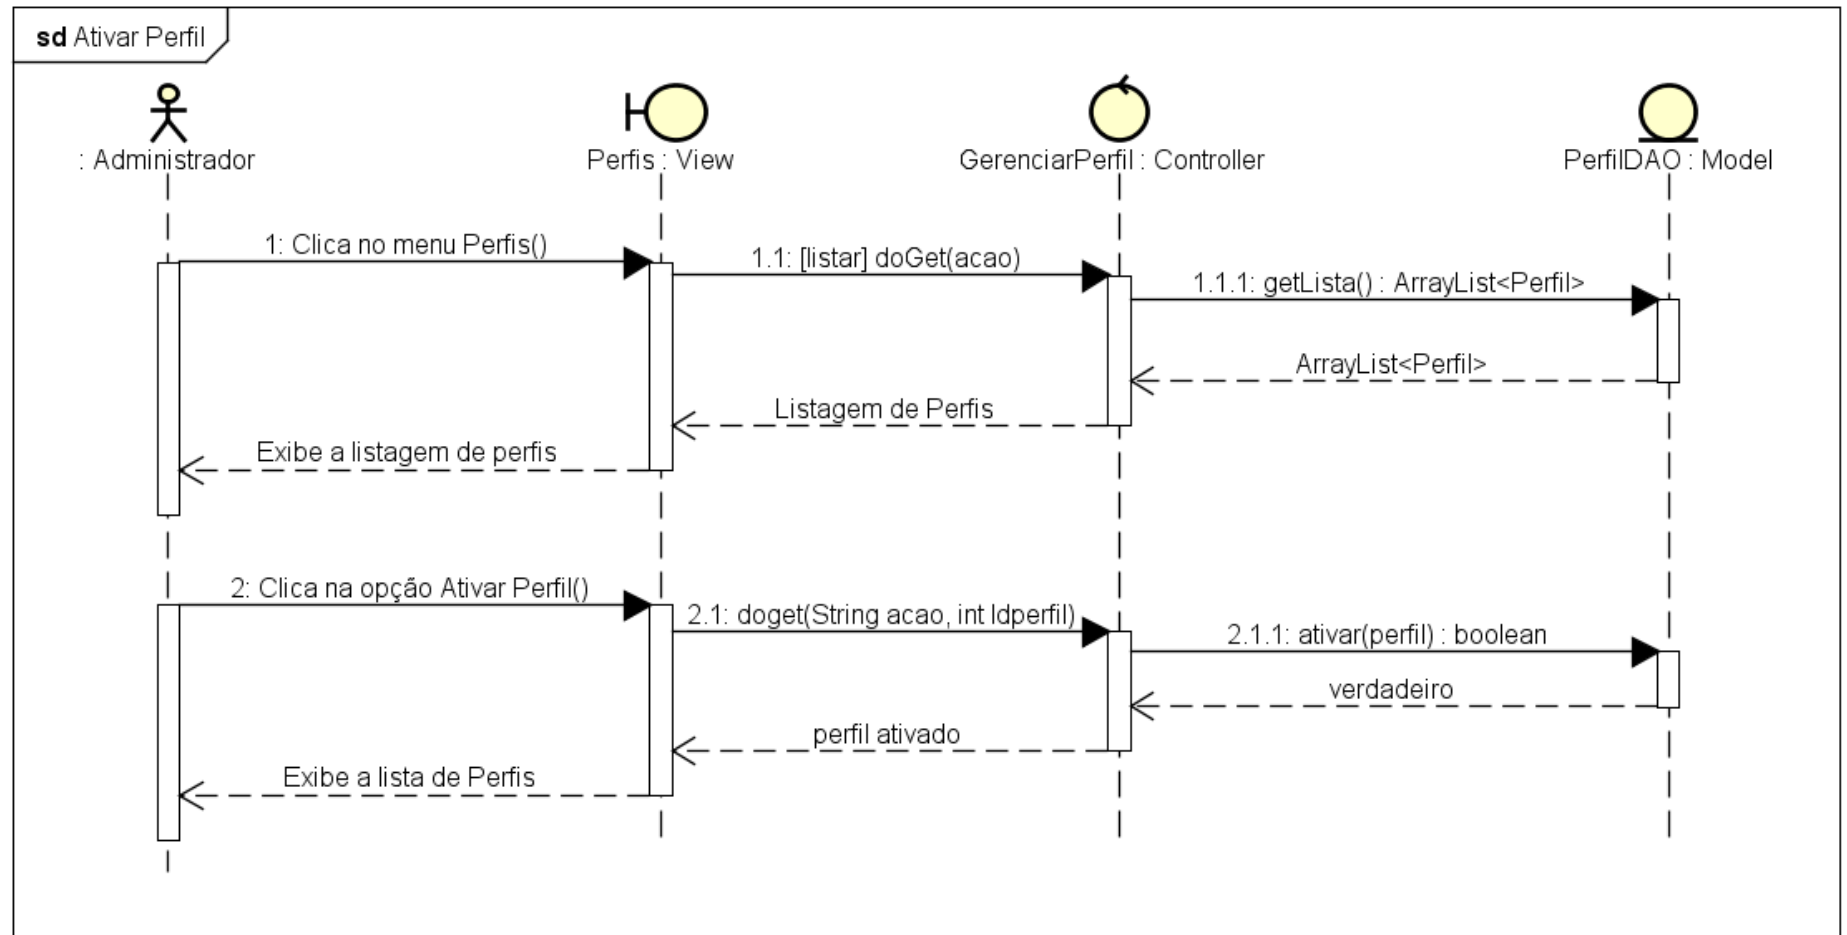 sd Ativar Perfil
: Administrador
Perfis : View
GerenciarPerfil : Controller
PerfilDAO : Model
1: Clica no menu Perfis()
1.1: [listar] doGet(acao)
1.1.1: getLista() : ArrayList<Perfil>
ArrayList<Perfil>
Listagem de Perfis
Exibe a listagem de perfis
2: Clica na opção Ativar Perfil()
2.1: doget(String acao, int Idperfil)
2.1.1: ativar(perfil) : boolean
verdadeiro
perfil ativado
Exibe a lista de Perfis